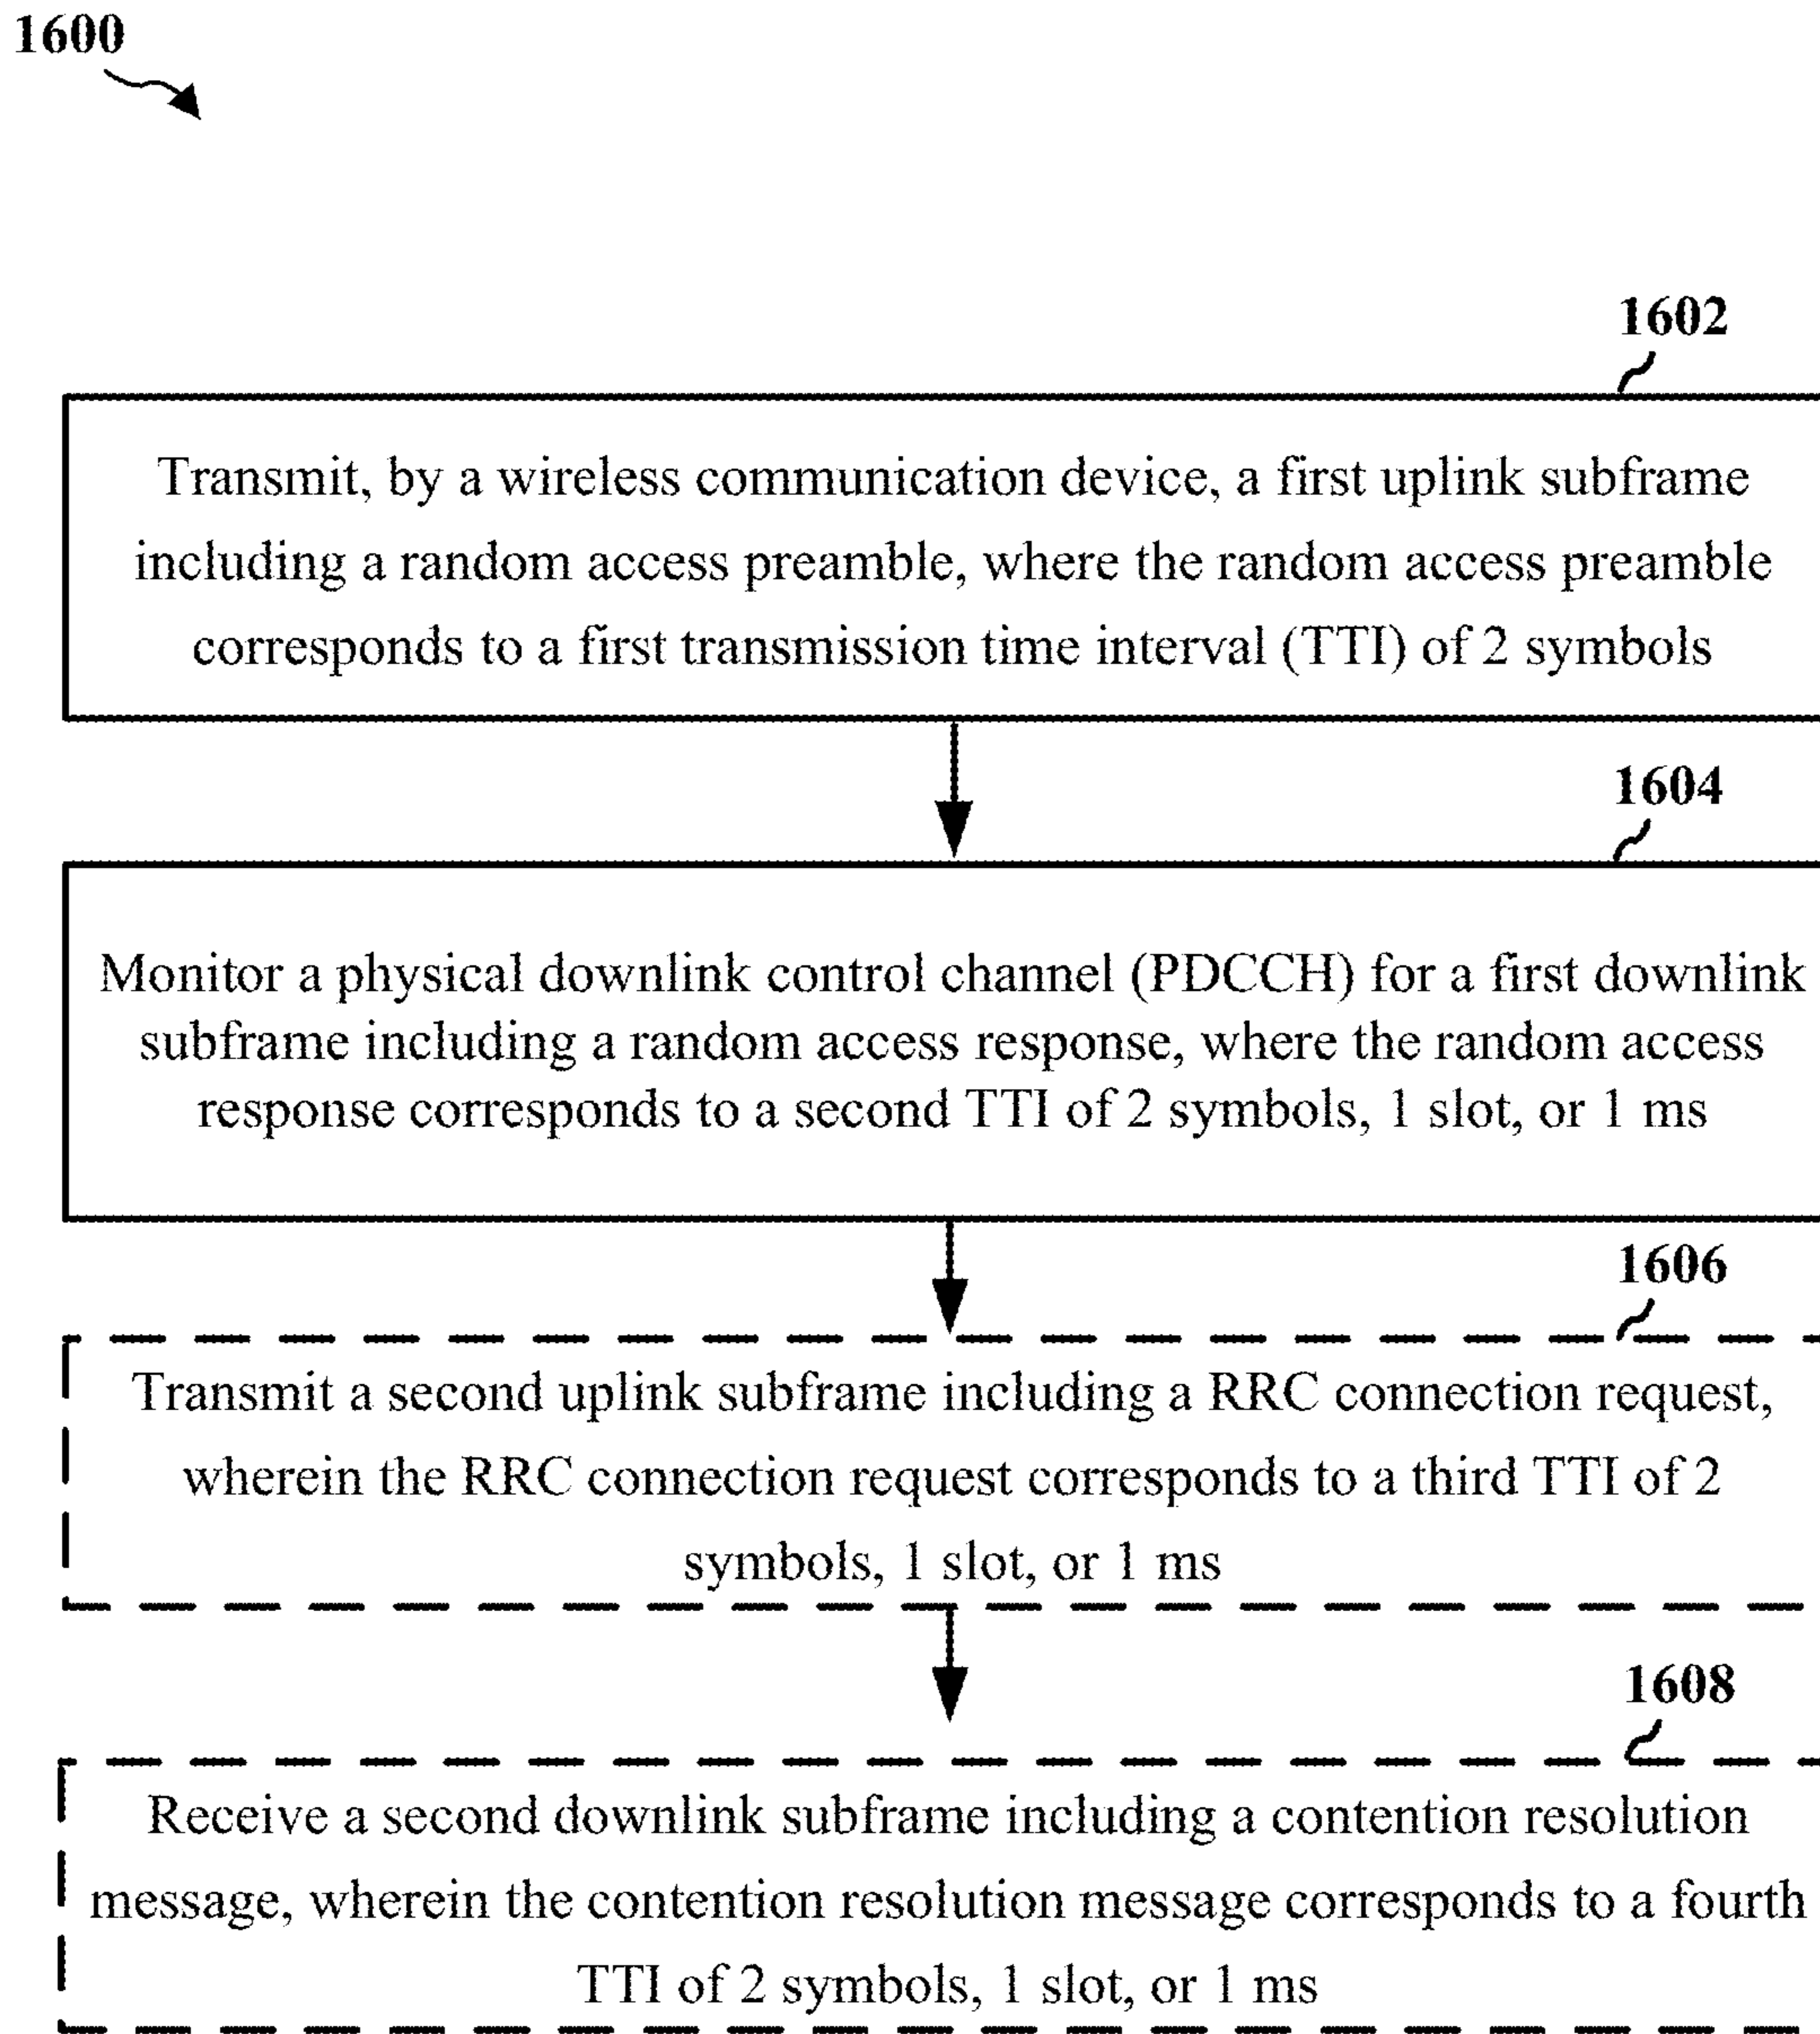 1600
1602
Transmit, by a wireless communication device, a first uplink subframe
including a random access preamble, where the random access preamble
corresponds to a first transmission time interval (TTI) of 2 symbols
1604
Monitor a physical downlink control channel (PDCCH) for a first downlink
subframe including a random access response, where the random access
response corresponds to a second TTI of 2 symbols, 1 slot, or 1 ms
1606
Transmit a second uplink subframe including a RRC connection request,
wherein the RRC connection request corresponds to a third TTI of 2
symbols, 1 slot, or 1 ms
1608
Receive a second downlink subframe including a contention resolution
message, wherein the contention resolution message corresponds to a fourth
TTI of 2 symbols, 1 slot, or 1 ms